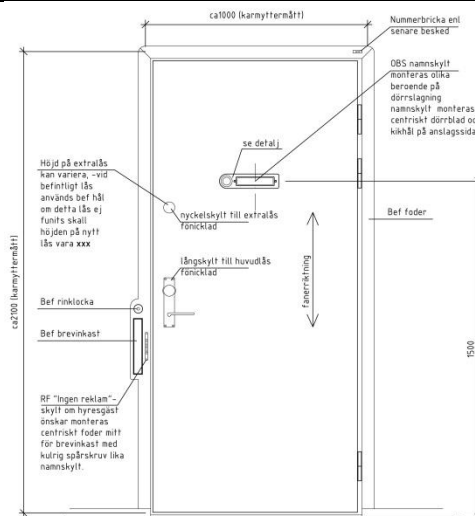 ca1000 (karmyttermått)
Nummerbricka enl
senare besked
OBS namnskylt
monteras olika
beroende på
dörrslagning
namnskylt monteras
centriskt dörrblad oc
kikhål på anslagssida
se detalj
Höjd på extralås
kan variera, -vid
befintligt lås
används bef hål
om detta lås ej
funits skall
höjden på nytt
lås vara xxx
nyckelskylt till extralås
förnicklad
Bef foder
fanerriktning
långskylt till huvudlås
förnicklad
ca2100 (karmyttermått)
Bef rinklocka
Bef brevinkast
1500
RF "Ingen reklam"-
skylt om hyresgäst
önskar monteras
centriskt foder mitt
för brevinkast med
kulrig spårskruv lika
namnskylt.